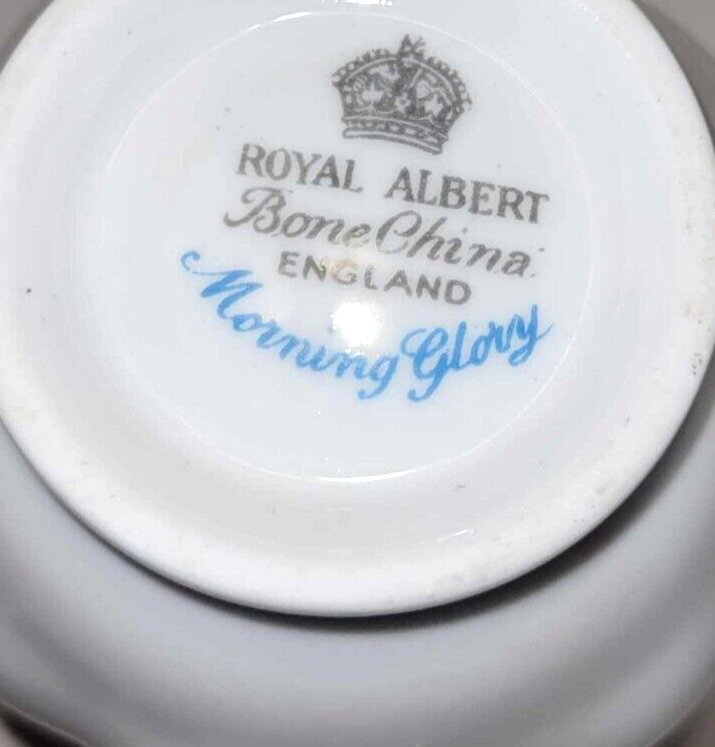 ROYAL ALBERT
Bone China
ENGLAND
Morning Glory